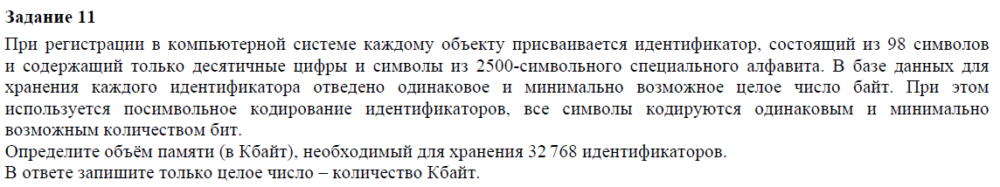 Задание 11
При регистрации в компьютерной системе каждому объекту присваивается идентификатор, состоящий из 98 символов
и содержащий только десятичные цифры и символы из 2500-символьного специального алфавита. В базе данных для
хранения каждого идентификатора отведено одинаковое и минимально возможное целое число байт. При этом
используется посимвольное кодирование идентификаторов, все символы кодируются одинаковым и минимально
возможным количеством бит.
Определите объём памяти (в Кбайт), необходимый для хранения 32 768 идентификаторов.
В ответе запишите только целое число – количество Кбайт.